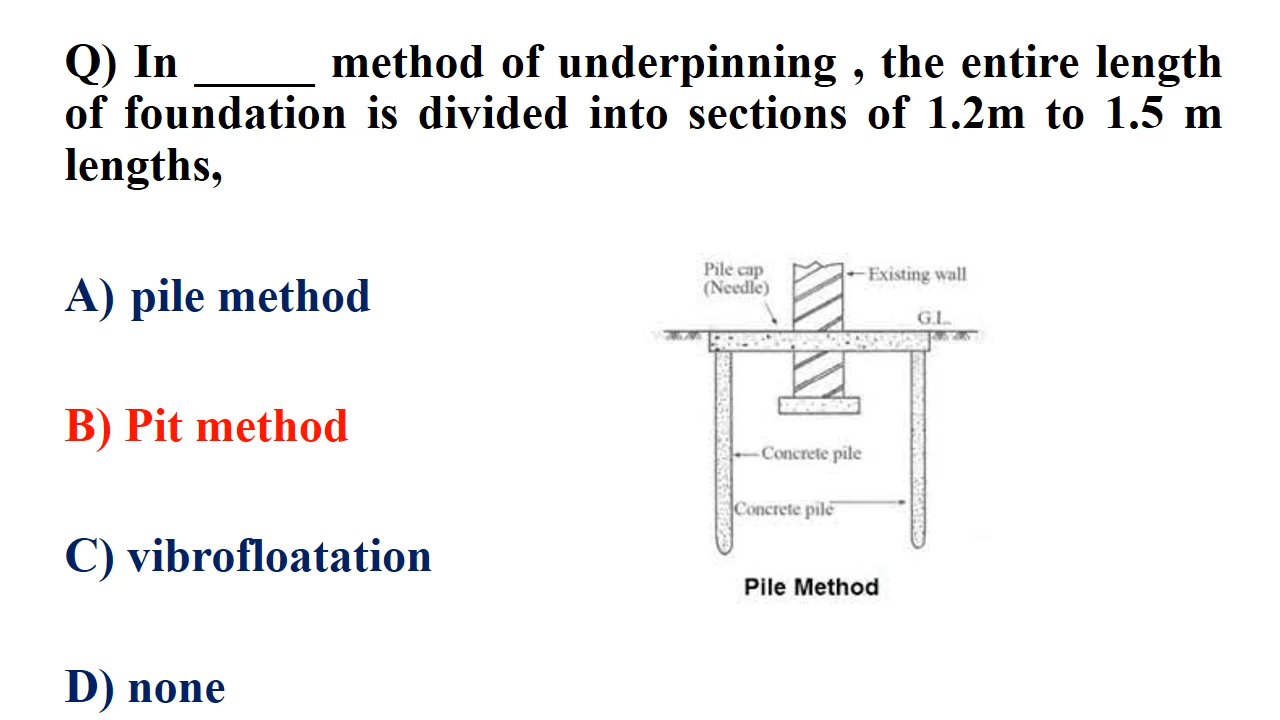 Q) In _____ method of underpinning , the entire length
of foundation is divided into sections of 1.2m to 1.5 m
lengths,
A) pile method
B) Pit method
C) vibrofloatation
D) none
Pile cap
(Needle)
Existing wall
G.L.
Concrete pile
Concrete pile
Pile Method